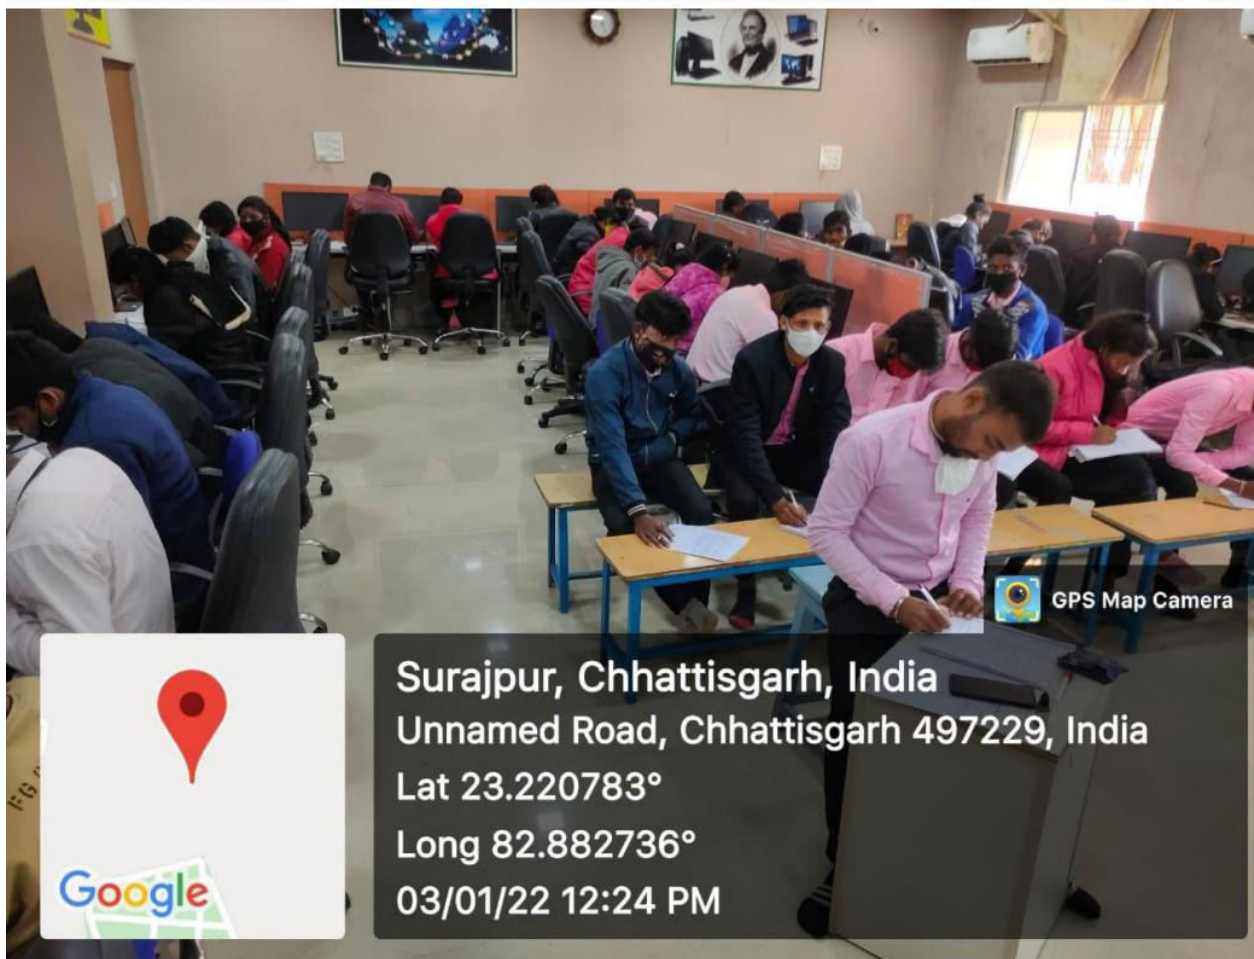 GPS Map Camera
Surajpur, Chhattisgarh, India
Unnamed Road, Chhattisgarh 497229, India
Lat 23.220783°
Long 82.882736°
03/01/22 12:24 PM
Google